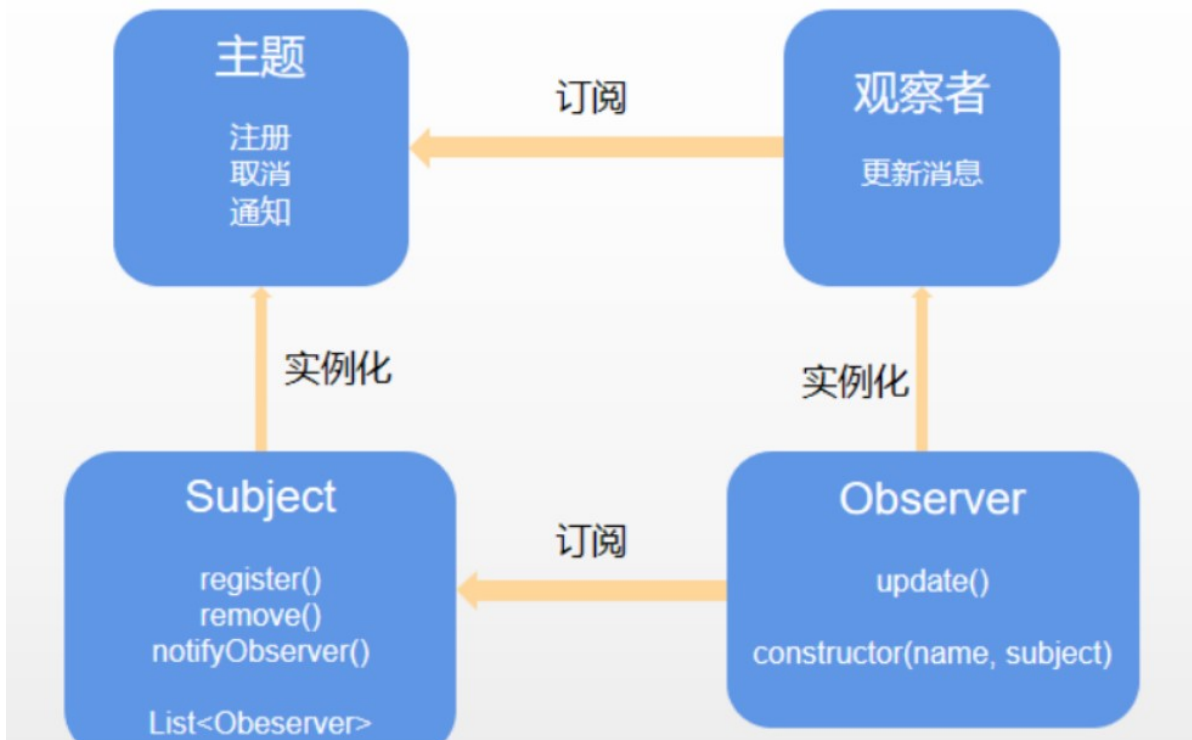 主题
注册
取消
通知
订阅
观察者
更新消息
实例化
实例化
Subject
register()
remove()
notifyObserver()
List<Obeserver>
订阅
Observer
update()
constructor(name, subject)